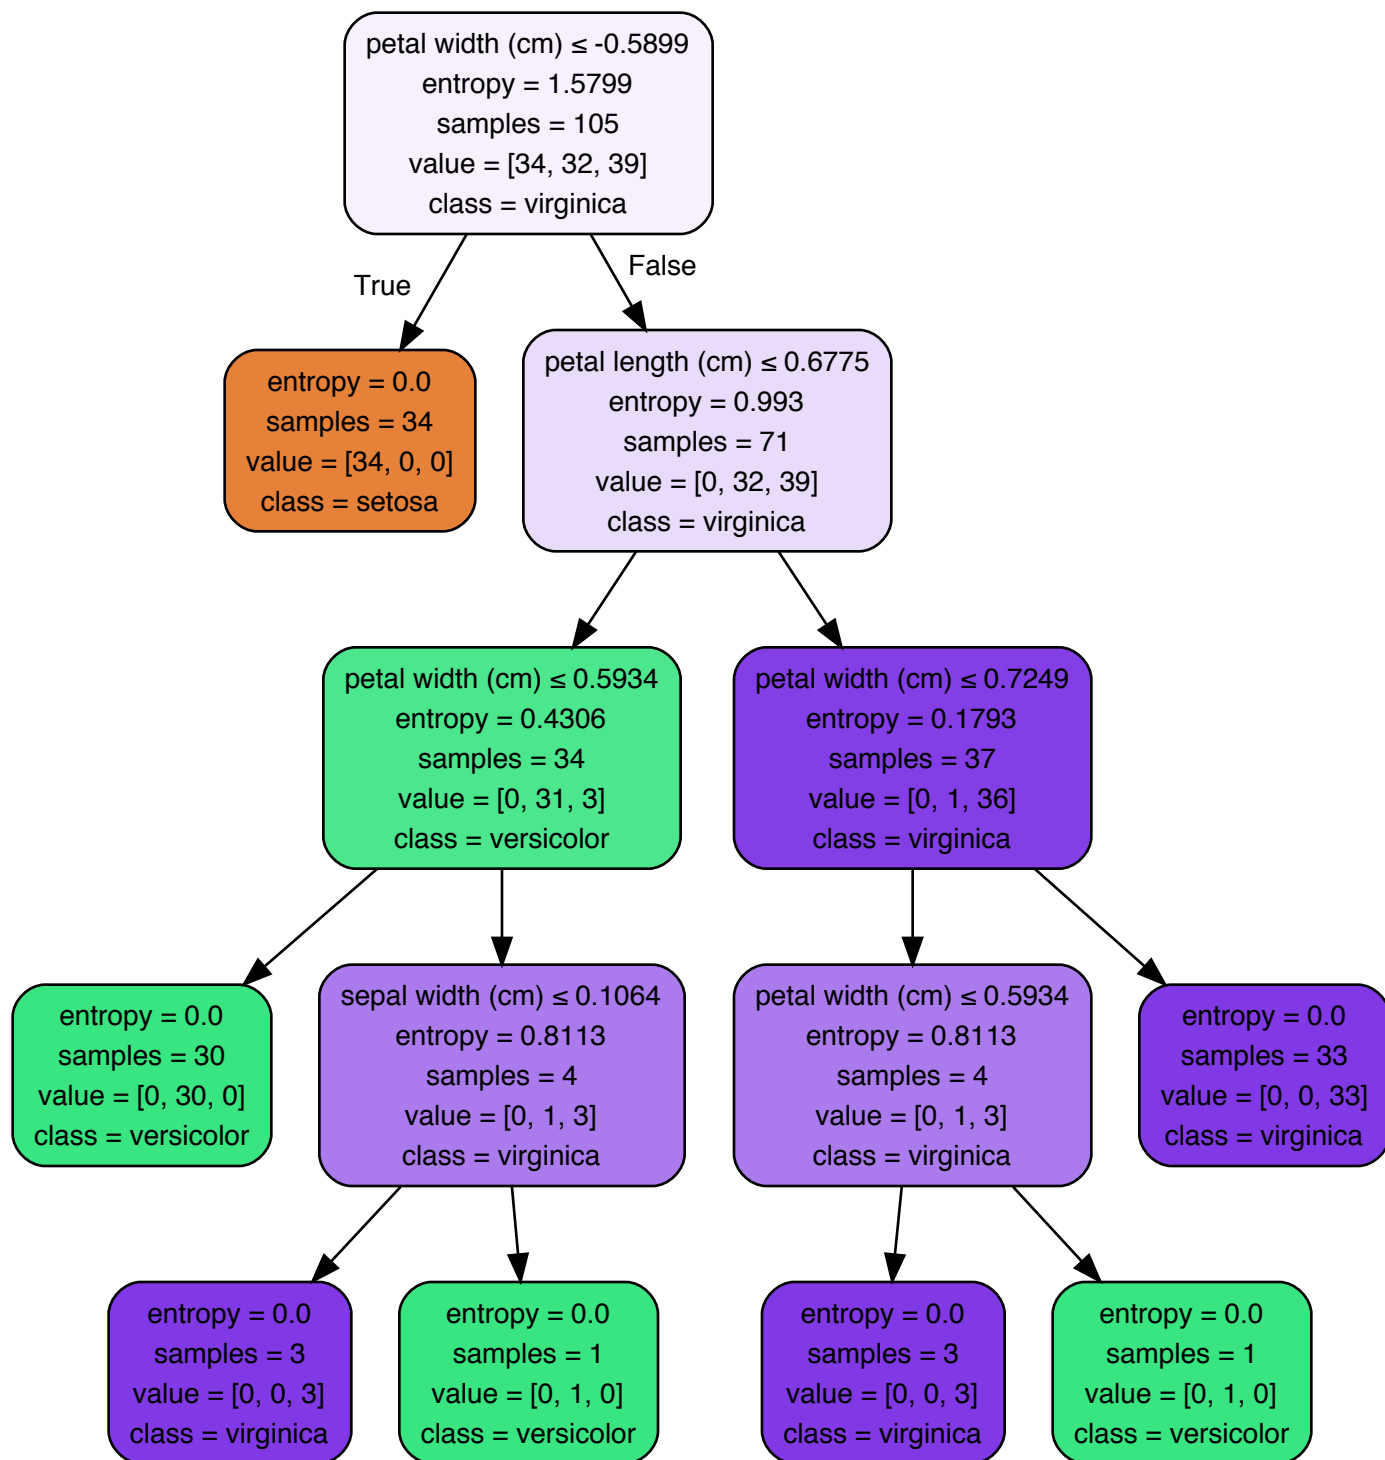 petal width (cm) ≤ -0.5899
entropy = 1.5799
samples = 105
value = [34, 32, 39]
class = virginica
True
False
entropy = 0.0
samples = 34
value = [34, 0, 0]
class = setosa
petal length (cm) ≤ 0.6775
entropy = 0.993
samples = 71
value = [0, 32, 39]
class = virginica
petal width (cm) ≤ 0.5934
entropy = 0.4306
samples = 34
value = [0, 31, 3]
class = versicolor
petal width (cm) ≤ 0.7249
entropy = 0.1793
samples = 37
value = [0, 1, 36]
class = virginica
entropy = 0.0
samples = 30
value = [0, 30, 0]
class = versicolor
sepal width (cm) ≤ 0.1064
entropy = 0.8113
samples = 4
value = [0, 1, 3]
class = virginica
petal width (cm) ≤ 0.5934
entropy = 0.8113
samples = 4
value = [0, 1, 3]
class = virginica
entropy = 0.0
samples = 33
value = [0, 0, 33]
class = virginica
entropy = 0.0
samples = 3
value = [0, 0, 3]
class = virginica
entropy = 0.0
samples = 1
value = [0, 1, 0]
class = versicolor
entropy = 0.0
samples = 3
value = [0, 0, 3]
class = virginica
entropy = 0.0
samples = 1
value = [0, 1, 0]
class = versicolor